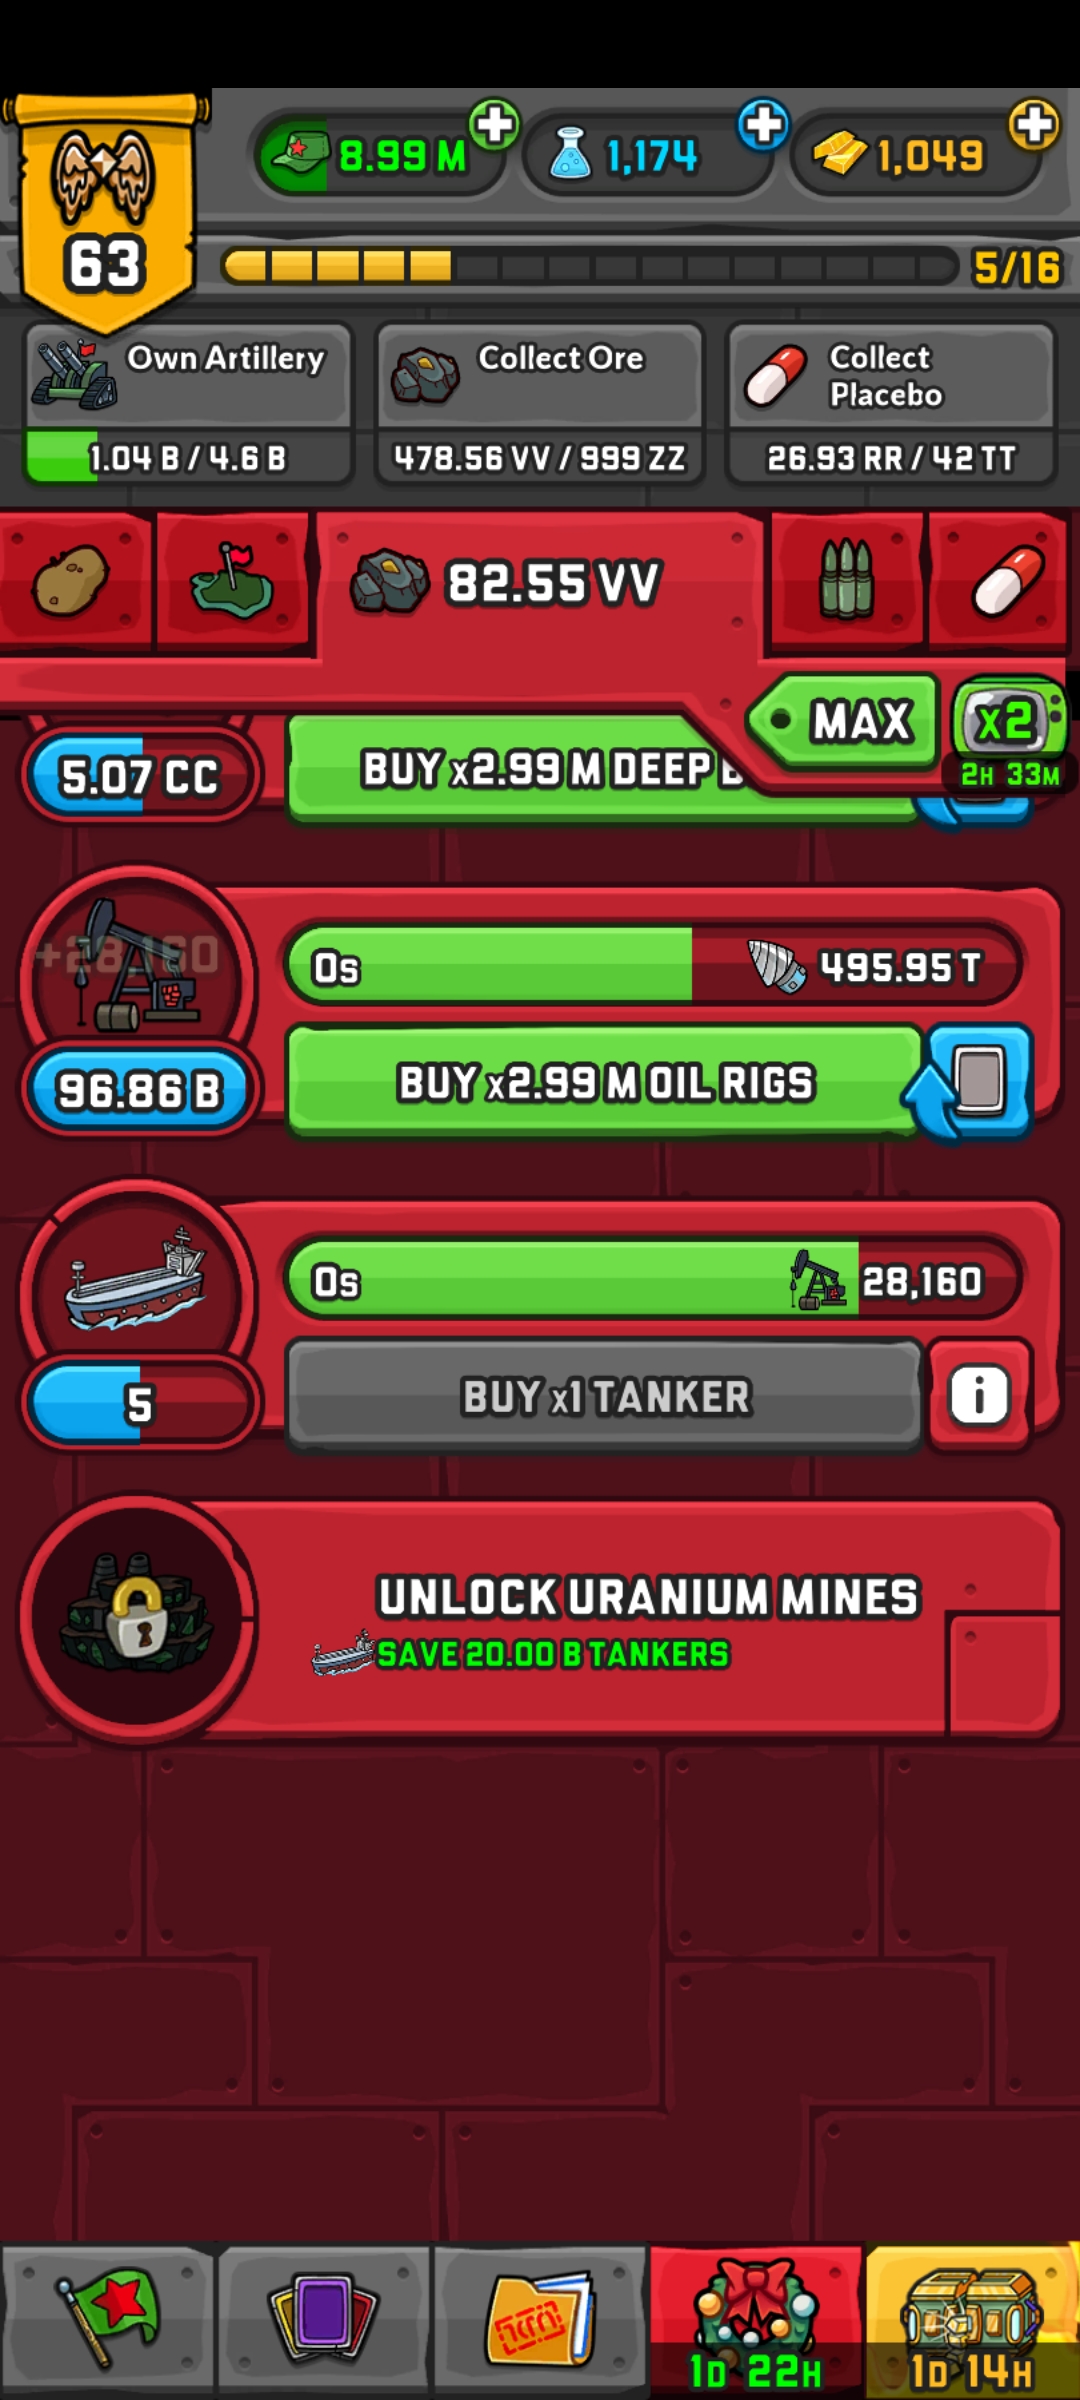 8.99 M
1,174
1,049
63
5/16
Own Artillery
1.04 B / 4.6 B
Collect Ore
478.56 VV / 999 ZZ
Collect
Placebo
26.93 RR / 42 TT
82.55 VV
MAX
x2
2H 33M
5.07 CC
BUY x2.99 M DEEP
+28,160
0s
495.95 T
96.86 B
BUY x2.99 M OIL RIGS
0s
28,160
5
BUY x1 TANKER
i
UNLOCK URANIUM MINES
SAVE 20.00 B TANKERS
1D 22H
1D 14H